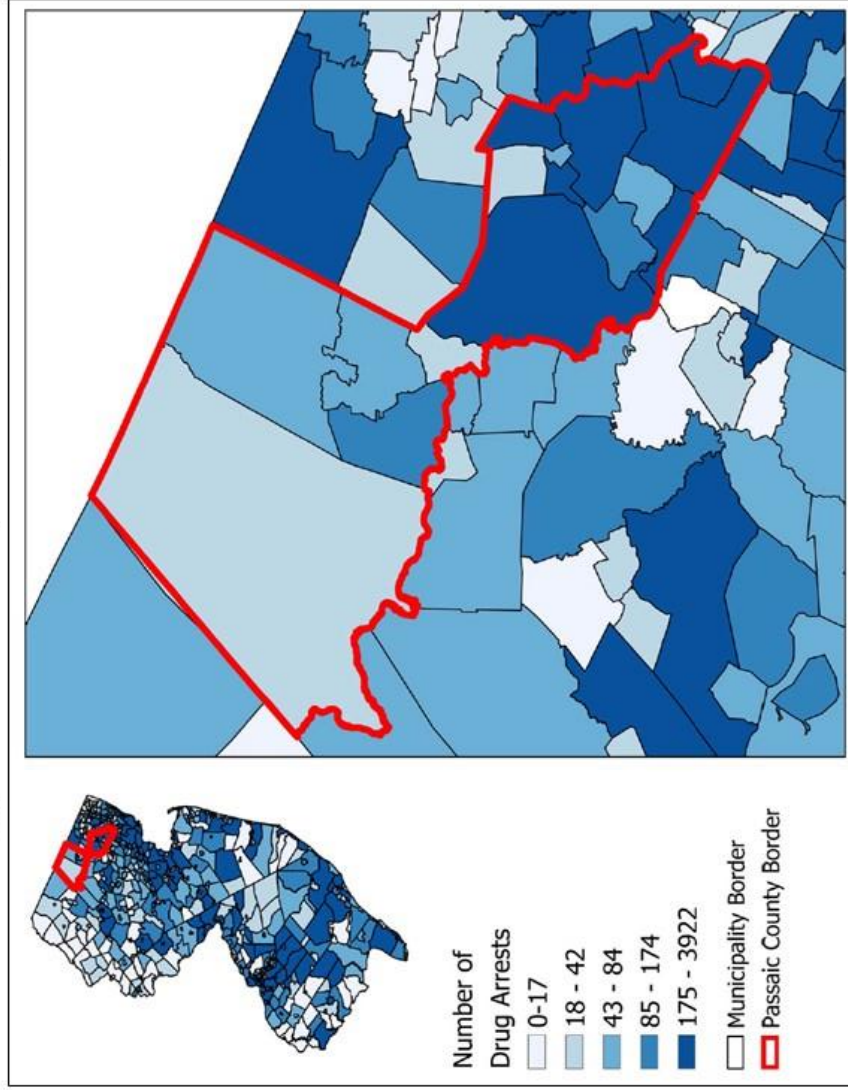 Number of
Drug Arrests
0-17
18 - 42
43 - 84
85 - 174
175 - 3922
Municipality Border
Passaic County Border